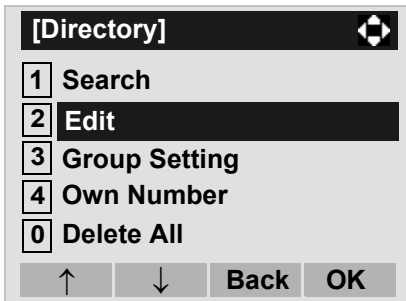 [Directory]
1 Search
2 Edit
3 Group Setting
4 Own Number
0 Delete All
↑ ↓ Back OK